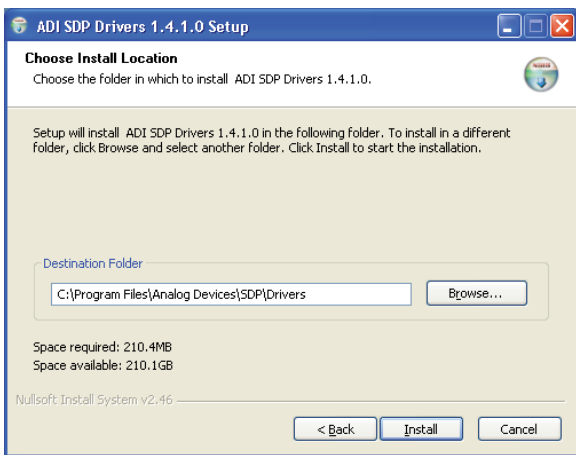 ADI SDP Drivers 1.4.1.0 Setup
Choose Install Location
Choose the folder in which to install ADI SDP Drivers 1.4.1.0.
Setup will install ADI SDP Drivers 1.4.1.0 in the following folder. To install in a different
folder, click Browse and select another folder. Click Install to start the installation.
Destination Folder
C:\Program Files\Analog Devices\SDP\Drivers
Browse...
Space required: 210.4MB
Space available: 210.1GB
Nullsoft Install System v2.46
< Back
Install
Cancel